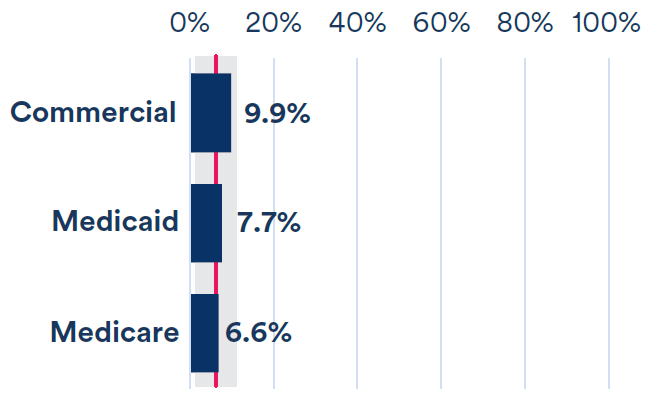 0% 20% 40% 60% 80% 100%
Commercial 9.9%
Medicaid 7.7%
Medicare 6.6%